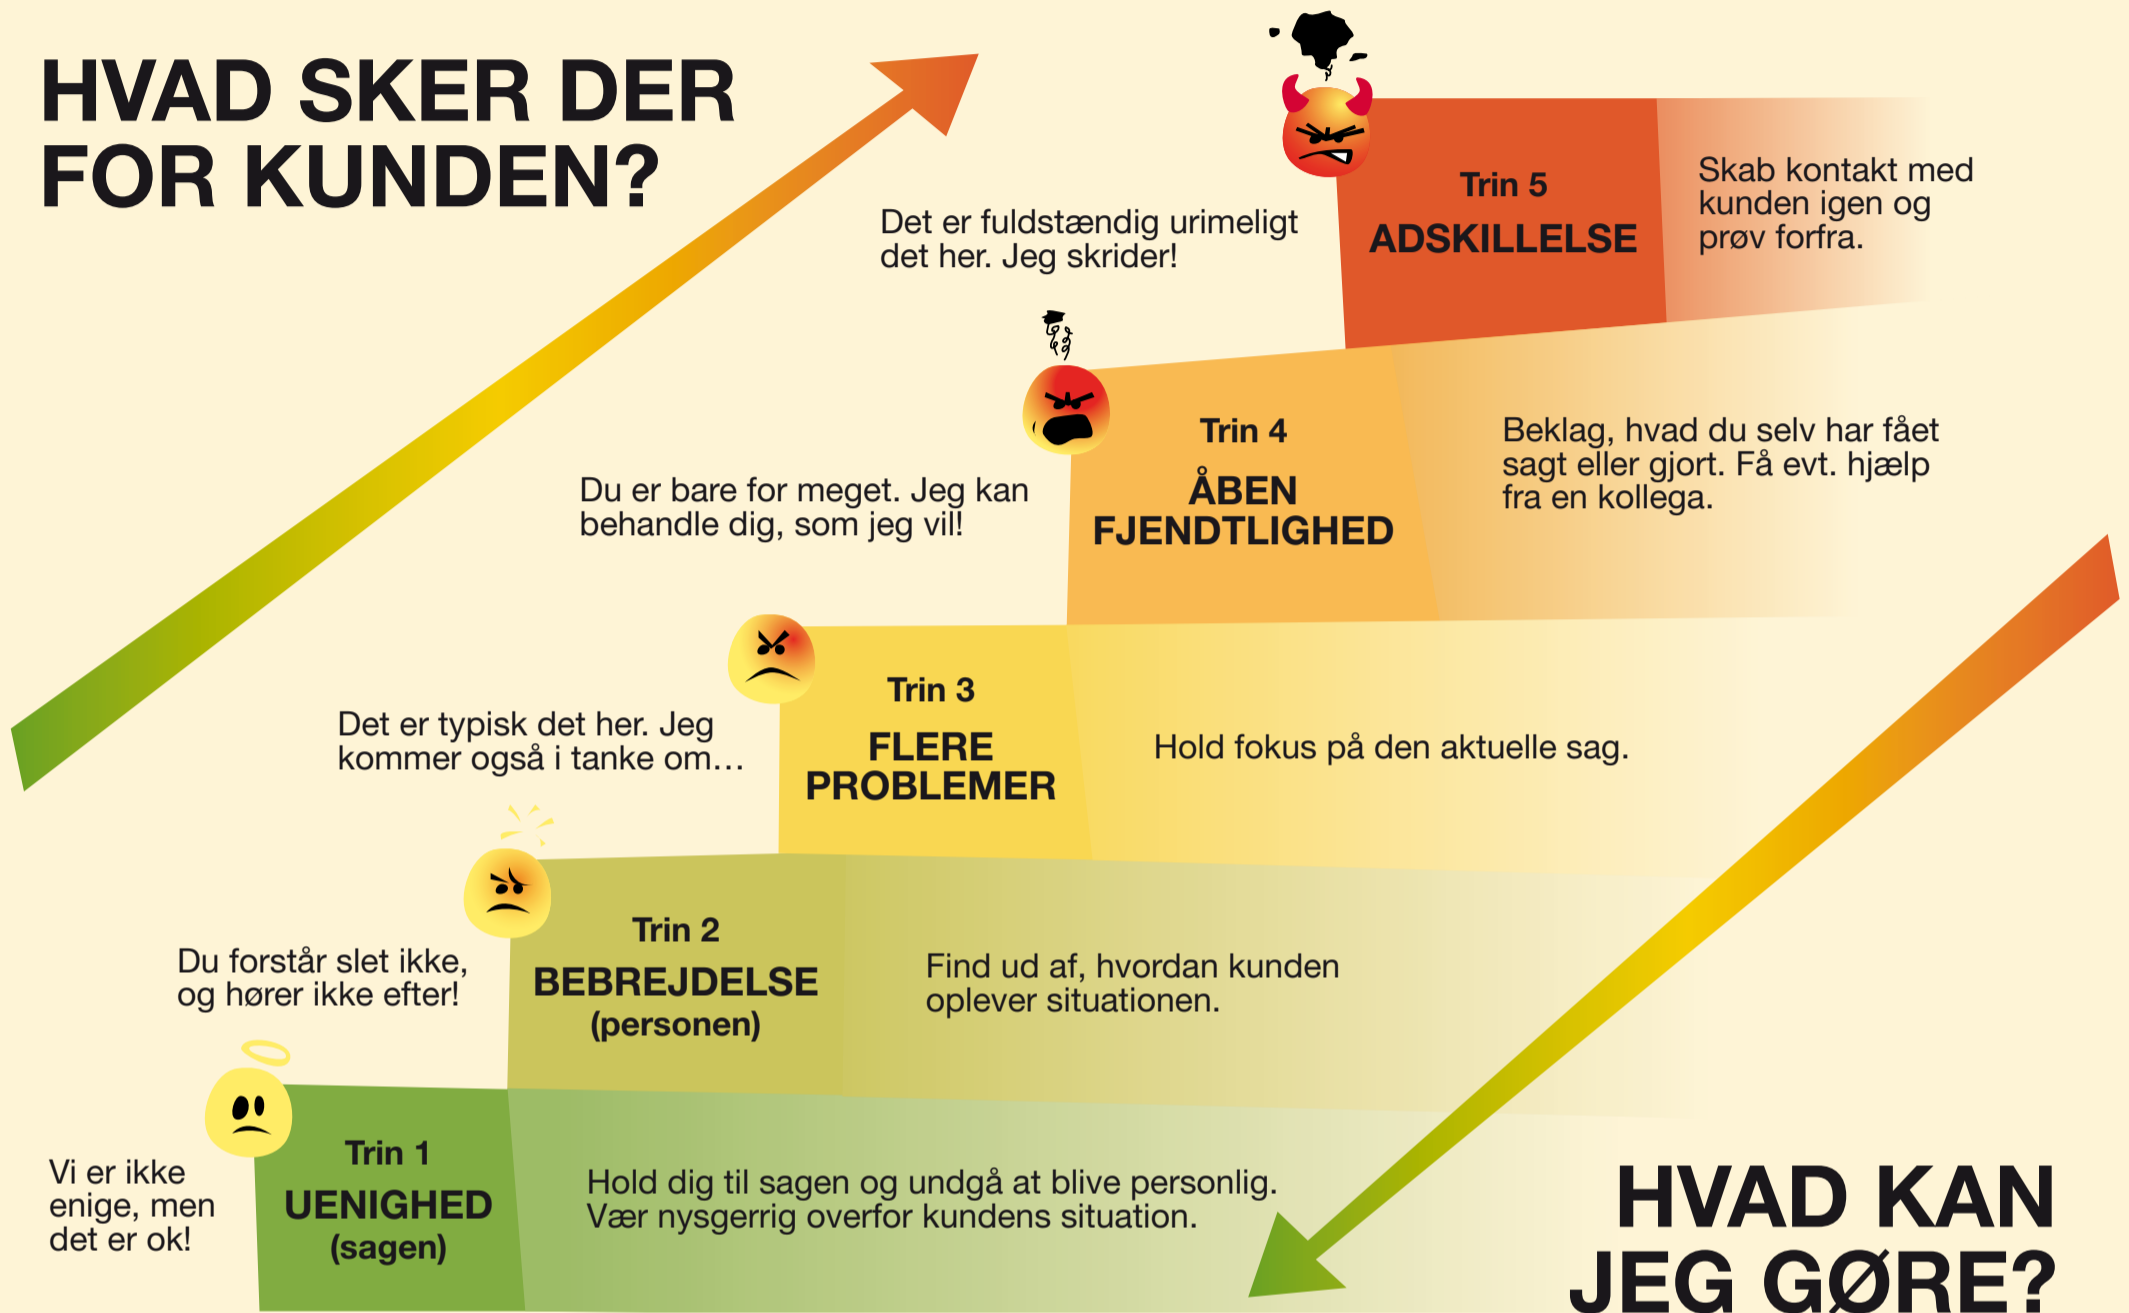 HVAD SKER DER
FOR KUNDEN?
Trin 5
ADSKILLELSE
Skab kontakt med
kunden igen og
prøv forfra.
Det er fuldstændig urimeligt
det her. Jeg skrider!
Trin 4
ÅBEN
FJENDTLIGHED
Beklag, hvad du selv har fået
sagt eller gjort. Få evt. hjælp
fra en kollega.
Du er bare for meget. Jeg kan
behandle dig, som jeg vil!
Trin 3
FLERE
PROBLEMER
Hold fokus på den aktuelle sag.
Det er typisk det her. Jeg
kommer også i tanke om…
Trin 2
BEBREJDELSE
(personen)
Find ud af, hvordan kunden
oplever situationen.
Du forstår slet ikke,
og hører ikke efter!
Trin 1
UENIGHED
(sagen)
Hold dig til sagen og undgå at blive personlig.
Vær nysgerrig overfor kundens situation.
Vi er ikke
enige, men
det er ok!
HVAD KAN
JEG GØRE?